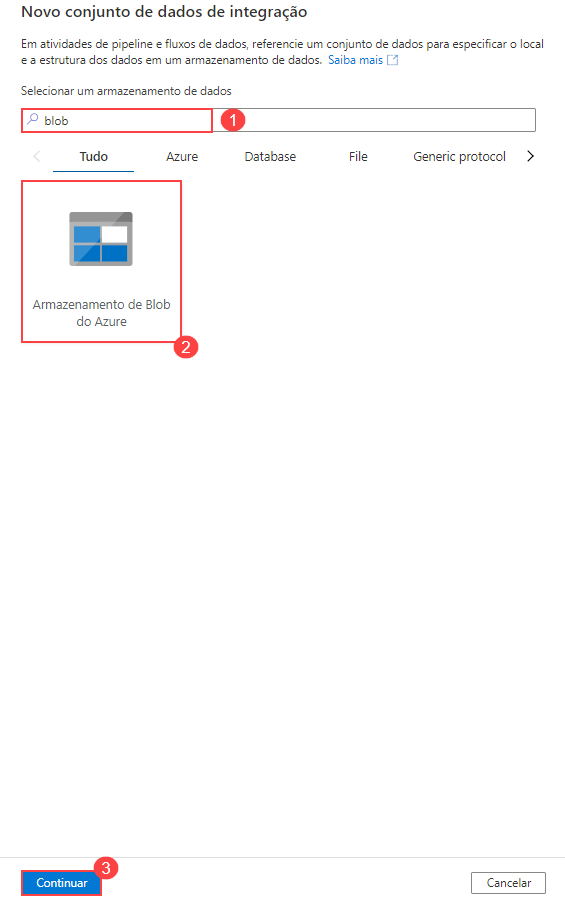 Novo conjunto de dados de integração
Em atividades de pipeline e fluxos de dados, referencie um conjunto de dados para especificar o local
e a estrutura dos dados em um armazenamento de dados. Saiba mais
Selecionar um armazenamento de dados
blob
1
Tudo Azure Database File Generic protocol
Armazenamento de Blob
do Azure
2
3
Continuar
Cancelar